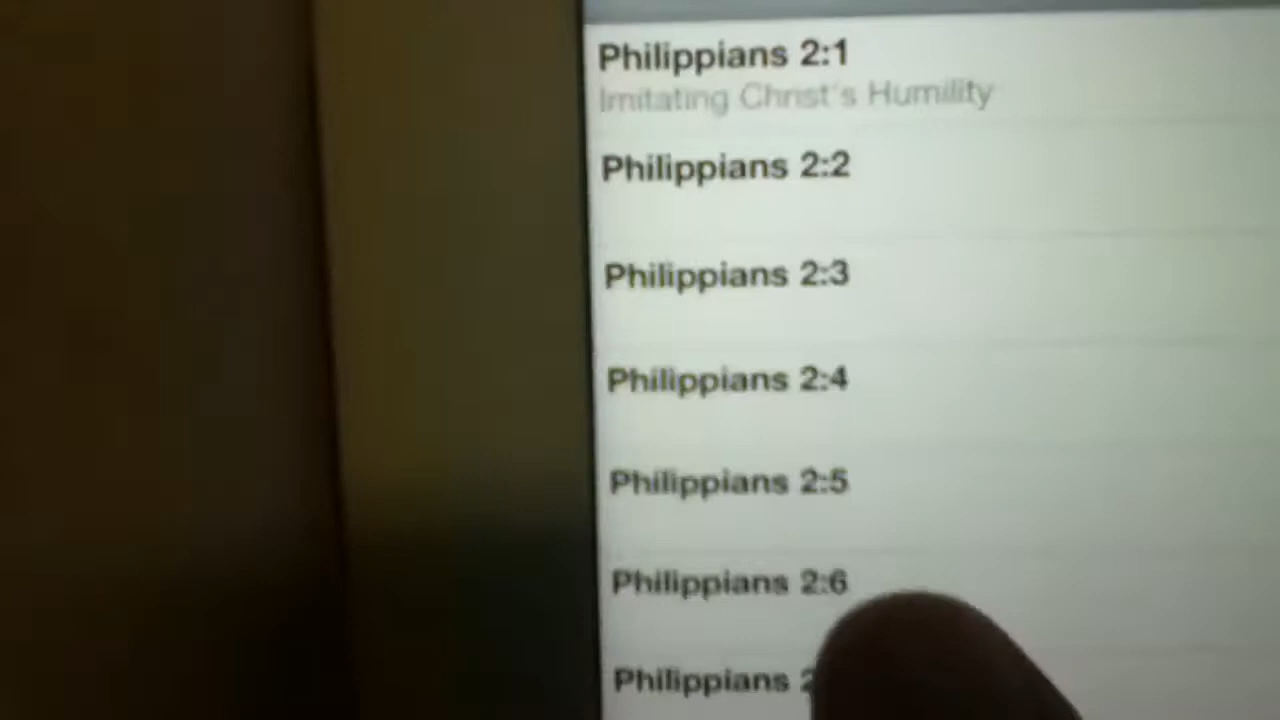 Philippians 2:1
Imitating Christ's Humility
Philippians 2:2
Philippians 2:3
Philippians 2:4
Philippians 2:5
Philippians 2:6
Philippians